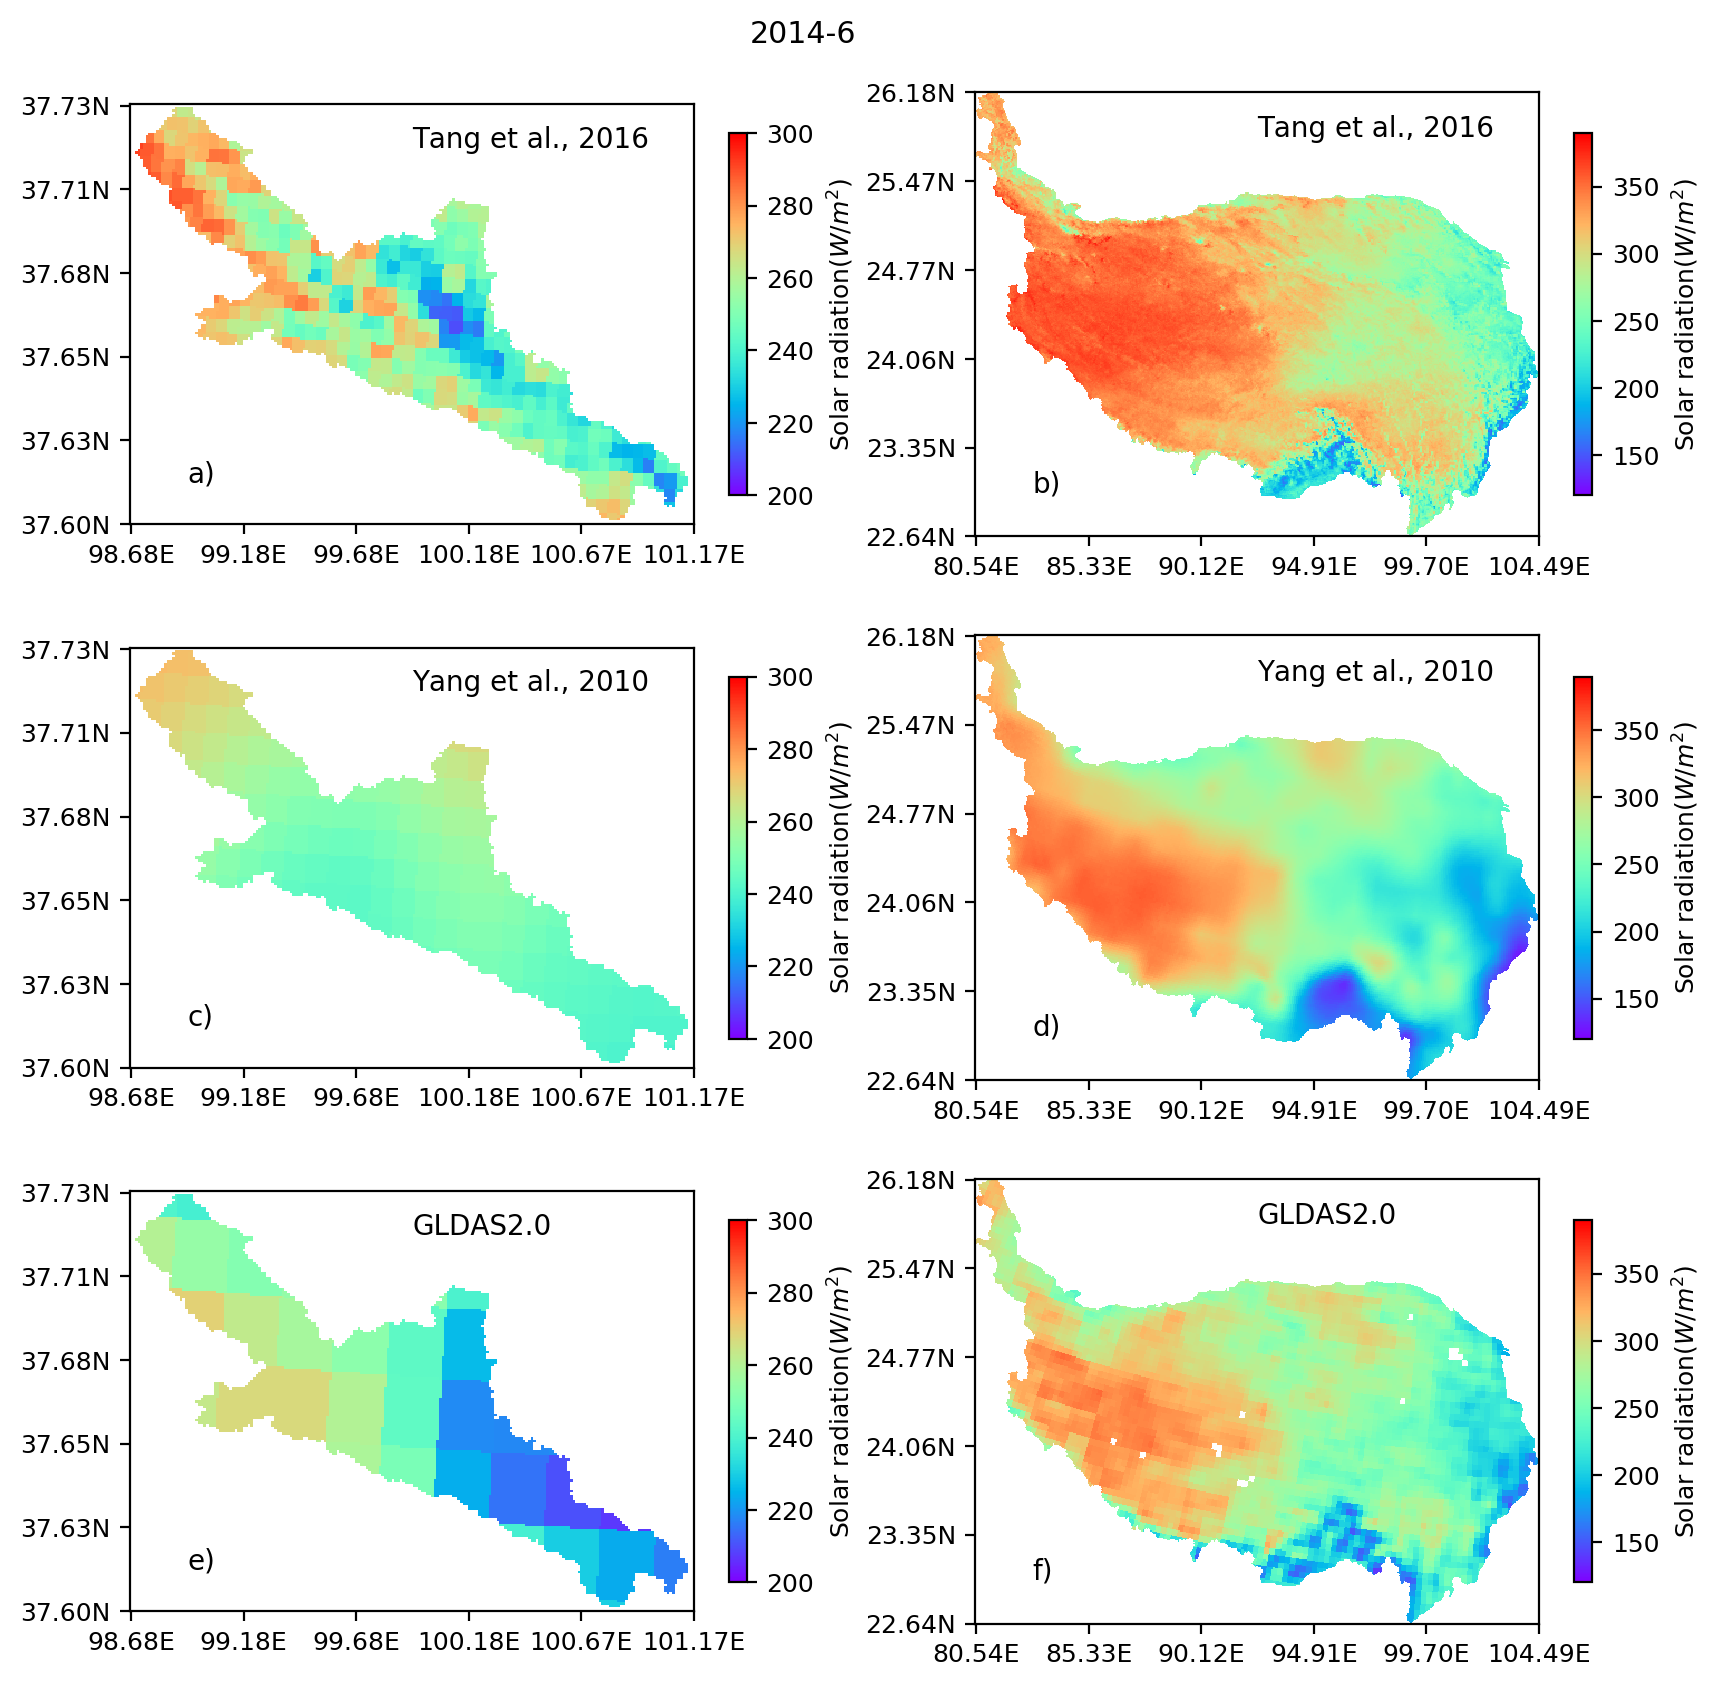 2014-6
37.73N
37.71N
37.68N
37.65N
37.63N
37.60N
98.68E 99.18E 99.68E 100.18E 100.67E 101.17E
Tang et al., 2016
a)
300
280
260
240
220
200
Solar radiation(W/m²)
26.18N
25.47N
24.77N
24.06N
23.35N
22.64N
80.54E 85.33E 90.12E 94.91E 99.70E 104.49E
Tang et al., 2016
b)
350
300
250
200
150
Solar radiation(W/m²)
37.73N
37.71N
37.68N
37.65N
37.63N
37.60N
98.68E 99.18E 99.68E 100.18E 100.67E 101.17E
Yang et al., 2010
c)
300
280
260
240
220
200
Solar radiation(W/m²)
26.18N
25.47N
24.77N
24.06N
23.35N
22.64N
80.54E 85.33E 90.12E 94.91E 99.70E 104.49E
Yang et al., 2010
d)
350
300
250
200
150
Solar radiation(W/m²)
37.73N
37.71N
37.68N
37.65N
37.63N
37.60N
98.68E 99.18E 99.68E 100.18E 100.67E 101.17E
GLDAS2.0
e)
300
280
260
240
220
200
Solar radiation(W/m²)
26.18N
25.47N
24.77N
24.06N
23.35N
22.64N
80.54E 85.33E 90.12E 94.91E 99.70E 104.49E
GLDAS2.0
f)
350
300
250
200
150
Solar radiation(W/m²)